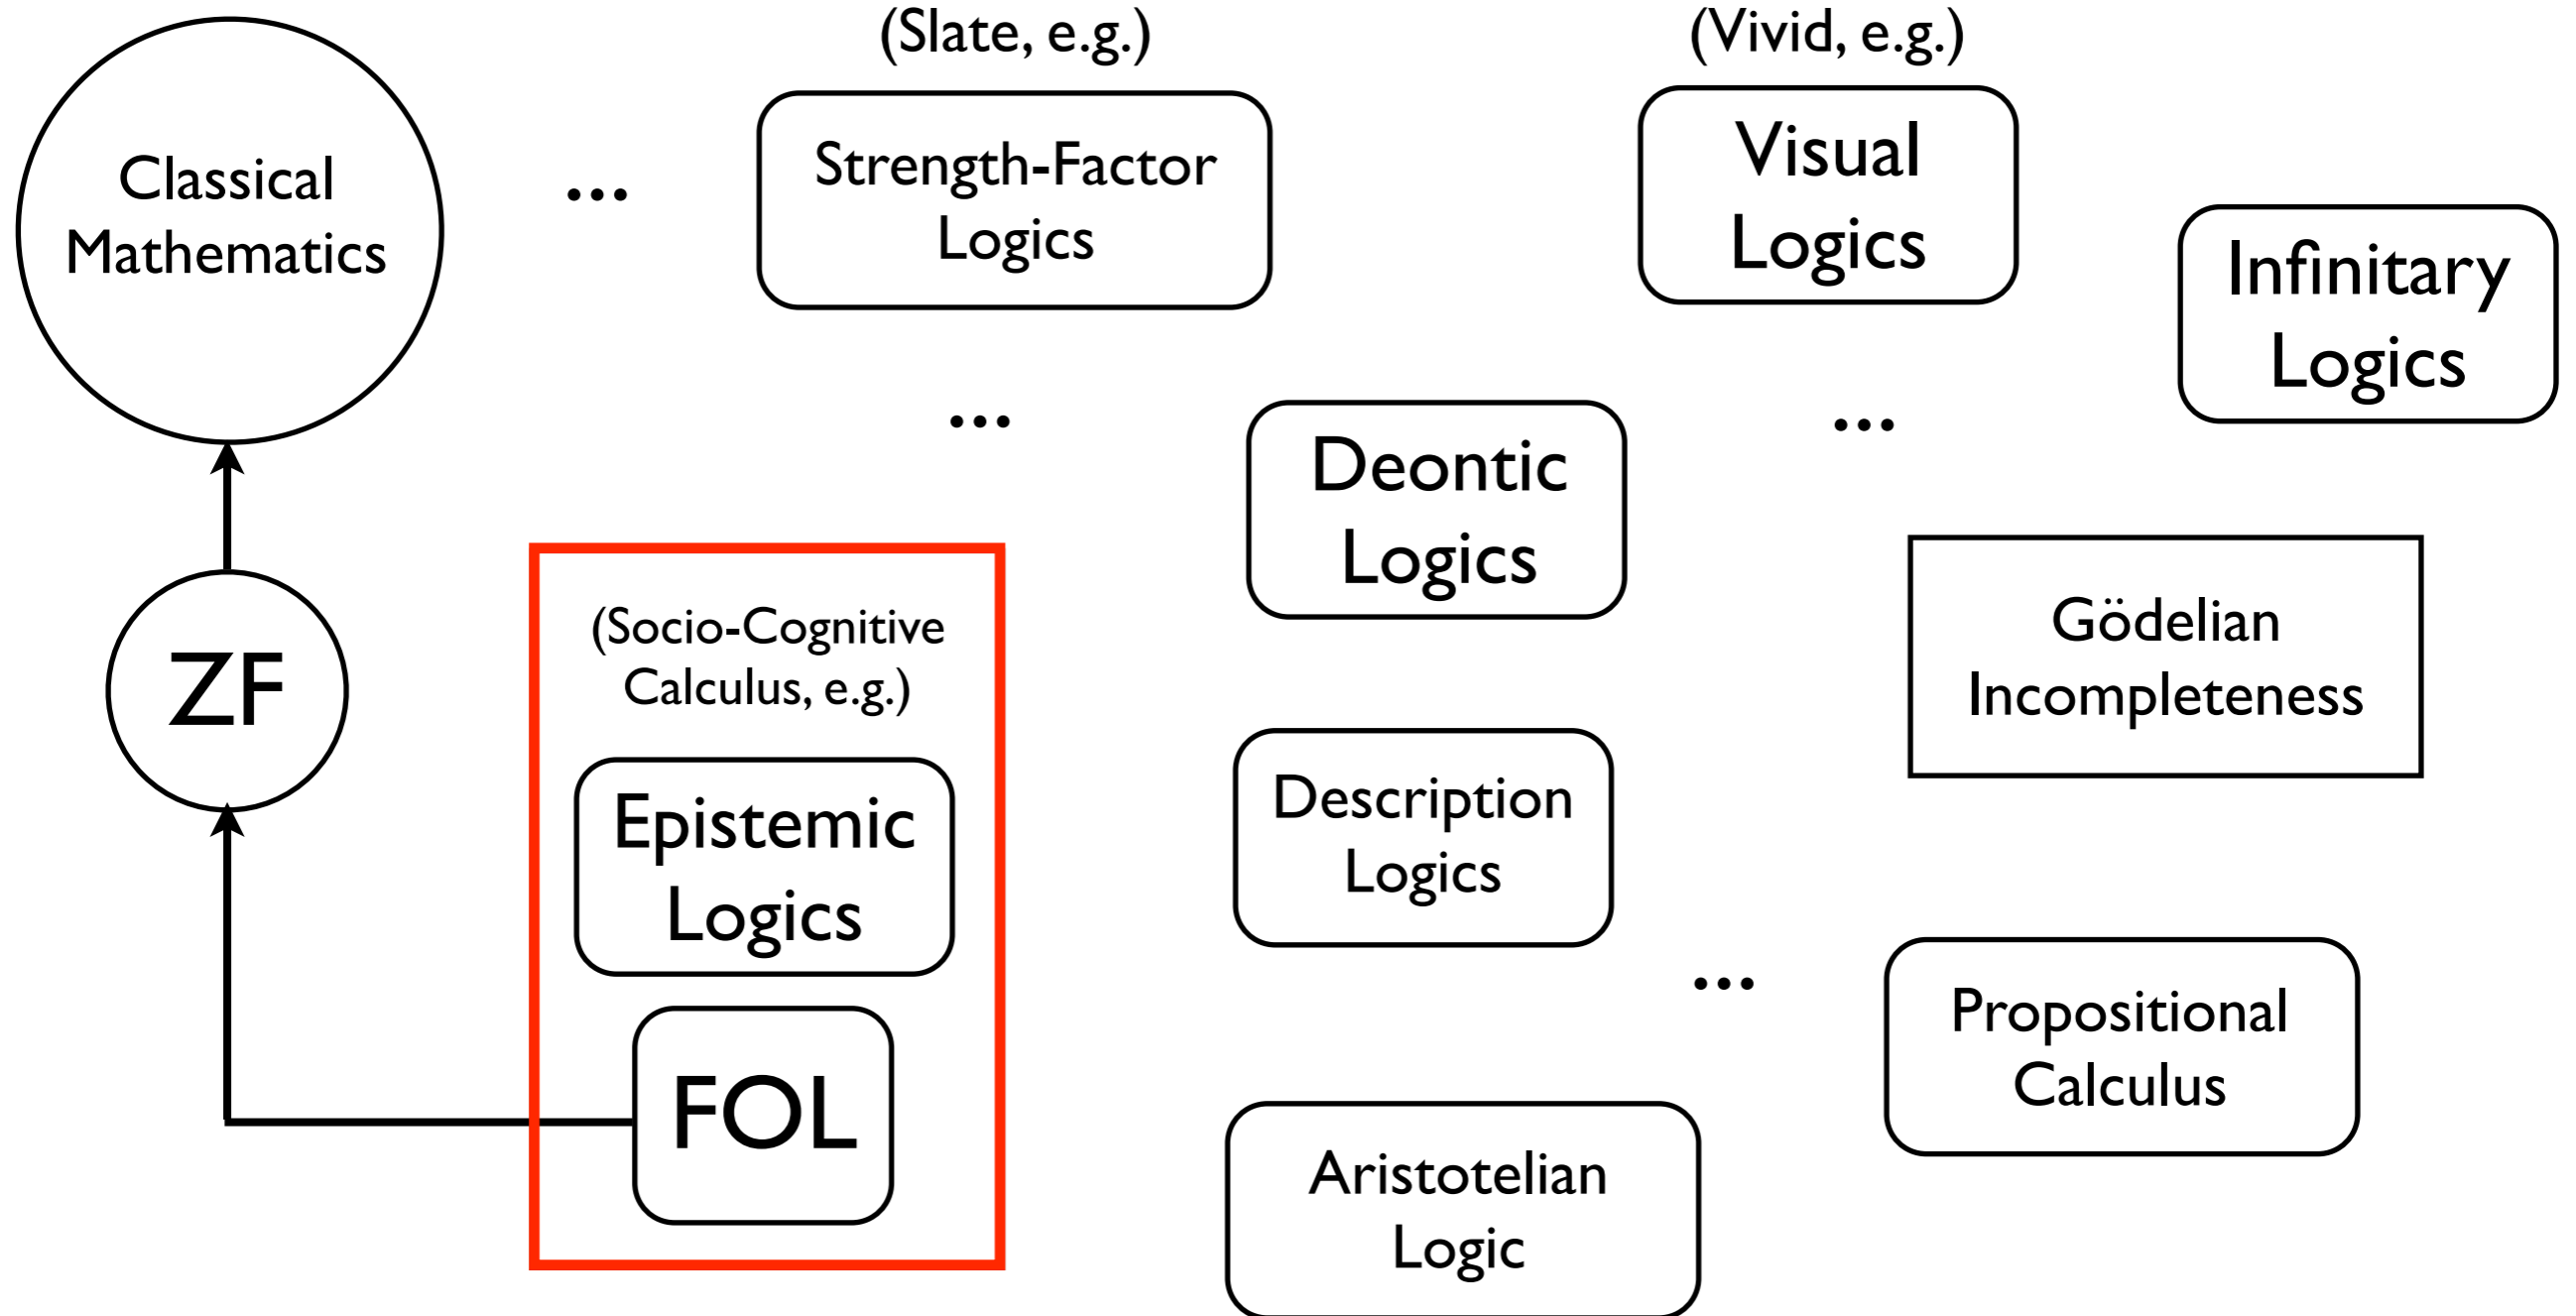 (Slate, e.g.)
(Vivid, e.g.)
Classical
Mathematics
...
Strength-Factor
Logics
Visual
Logics
Infinitary
Logics
...
Deontic
Logics
...
ZF
(Socio-Cognitive
Calculus, e.g.)
Gödelian
Incompleteness
Epistemic
Logics
Description
Logics
...
FOL
Propositional
Calculus
Aristotelian
Logic